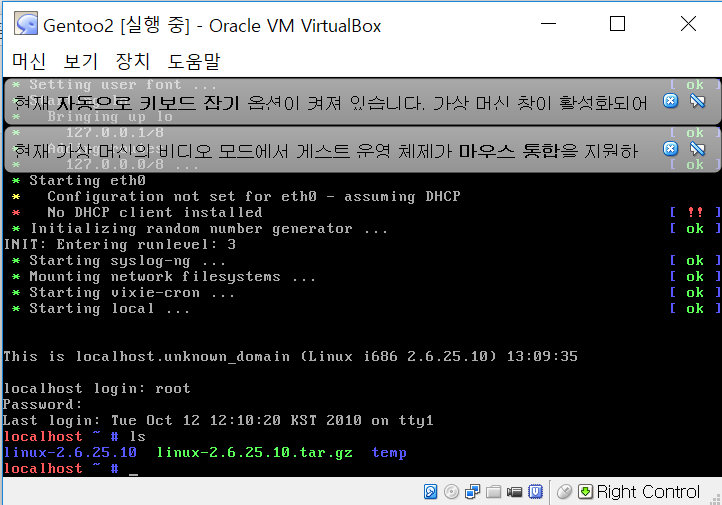 Gentoo2 [실행 중] - Oracle VM VirtualBox
머신 보기 장치 도움말
* Setting user font ... [ ok ]
현재 자동으로 키보드 잡기 옵션이 켜져 있습니다. 가상 머신 창이 활성화되어
* Bringing up lo
* 127.0.0.1/8 [ ok ]
현재 가상 머신의 비디오 모드에서 게스트 운영 체제가 마우스 통합을 지원하
127.0.0.0/8 ... [ ok ]
* Starting eth0
* Configuration not set for eth0 - assuming DHCP
* No DHCP client installed [ !! ]
* Initializing random number generator ... [ ok ]
INIT: Entering runlevel: 3
* Starting syslog-ng ... [ ok ]
* Mounting network filesystems ... [ ok ]
* Starting vixie-cron ... [ ok ]
* Starting local ... [ ok ]
This is localhost.unknown_domain (Linux i686 2.6.25.10) 13:09:35
localhost login: root
Password:
Last login: Tue Oct 12 12:10:20 KST 2010 on tty1
localhost ~ # ls
linux-2.6.25.10 linux-2.6.25.10.tar.gz temp
localhost ~ # _
Right Control